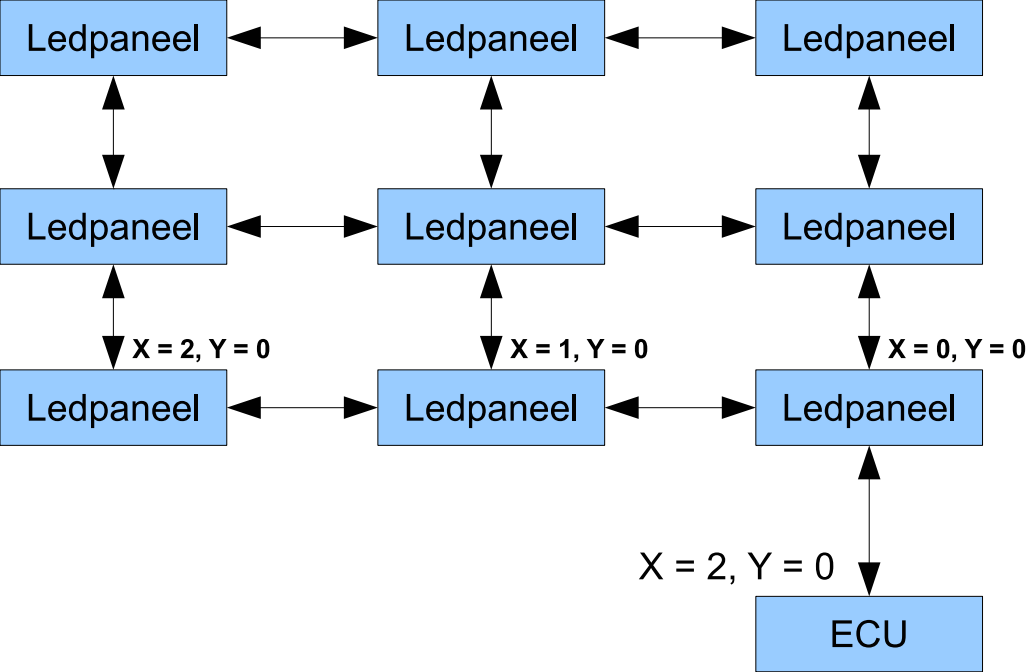 Ledpaneel Ledpaneel Ledpaneel
Ledpaneel Ledpaneel Ledpaneel
X = 2, Y = 0 X = 1, Y = 0 X = 0, Y = 0
Ledpaneel Ledpaneel Ledpaneel
X = 2, Y = 0
ECU